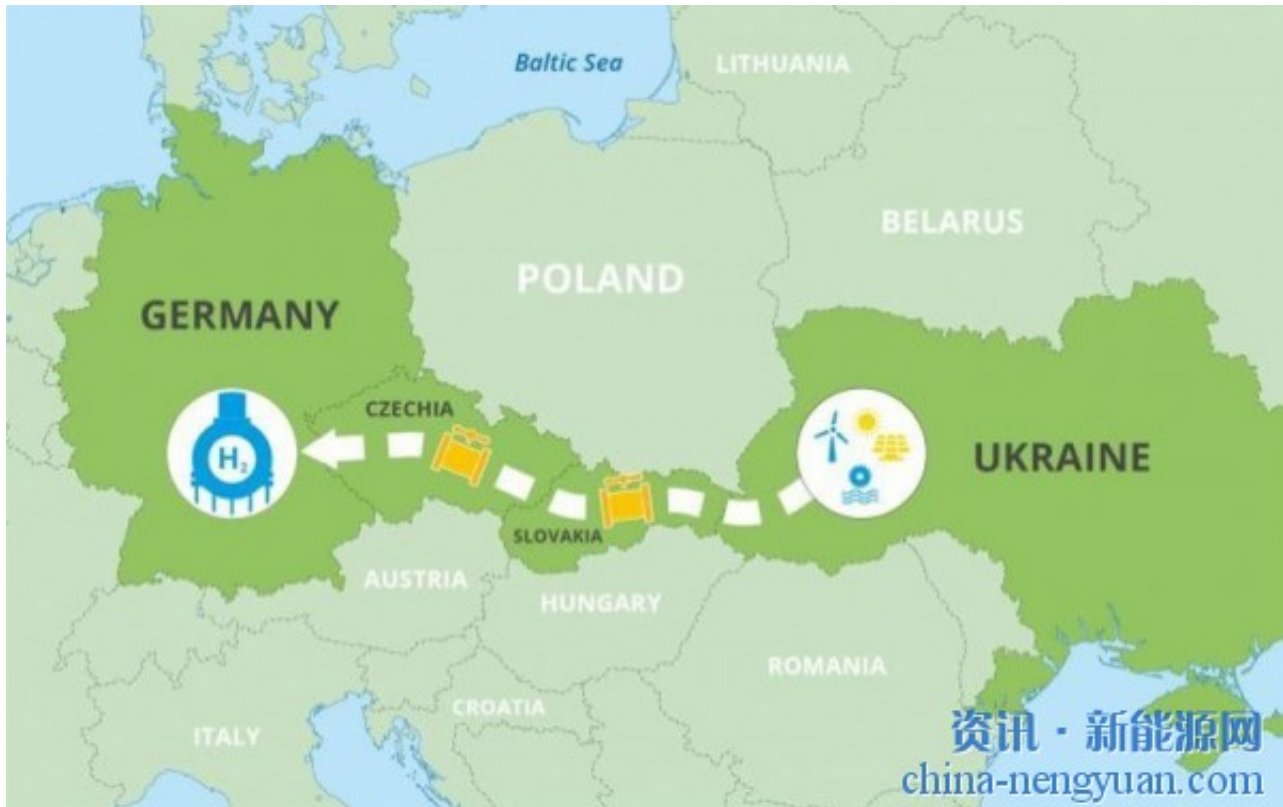 Baltic Sea
LITHUANIA
BELARUS
POLAND
GERMANY
CZECHIA
H2
UKRAINE
SLOVAKIA
AUSTRIA
HUNGARY
ROMANIA
CROATIA
ITALY
资讯·新能源网
china-nengyuan.com